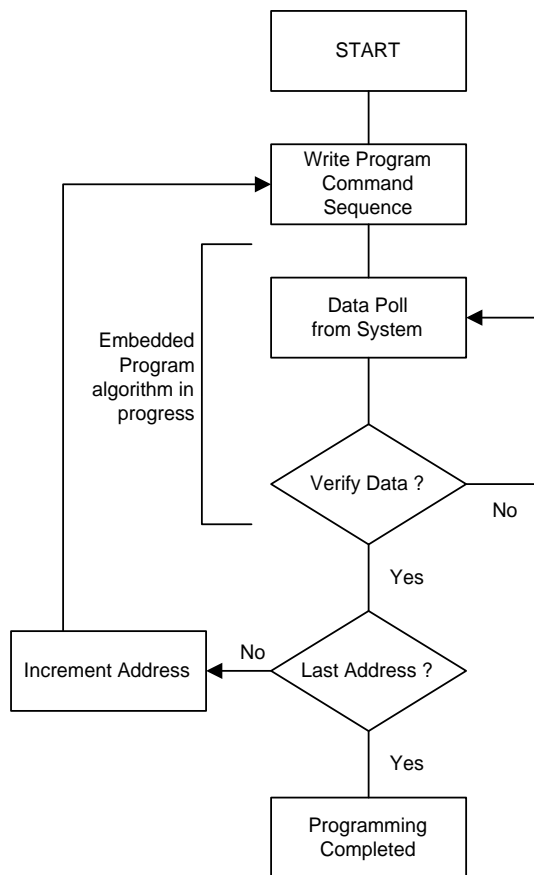 START
Write Program
Command
Sequence
Data Poll
from System
Embedded
Program
algorithm in
progress
Verify Data ?
No
Yes
No
Increment Address
Last Address ?
Yes
Programming
Completed